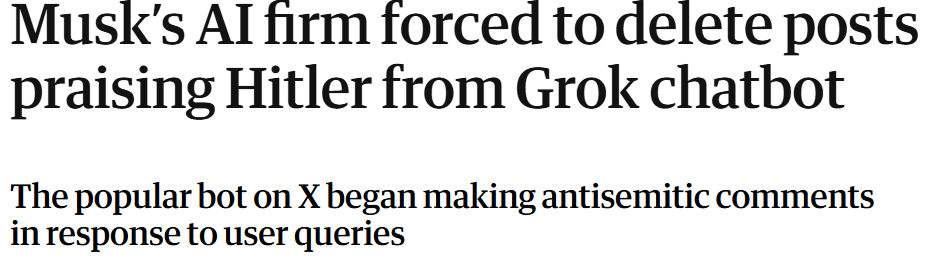 Musk’s AI firm forced to delete posts
praising Hitler from Grok chatbot
The popular bot on X began making antisemitic comments
in response to user queries